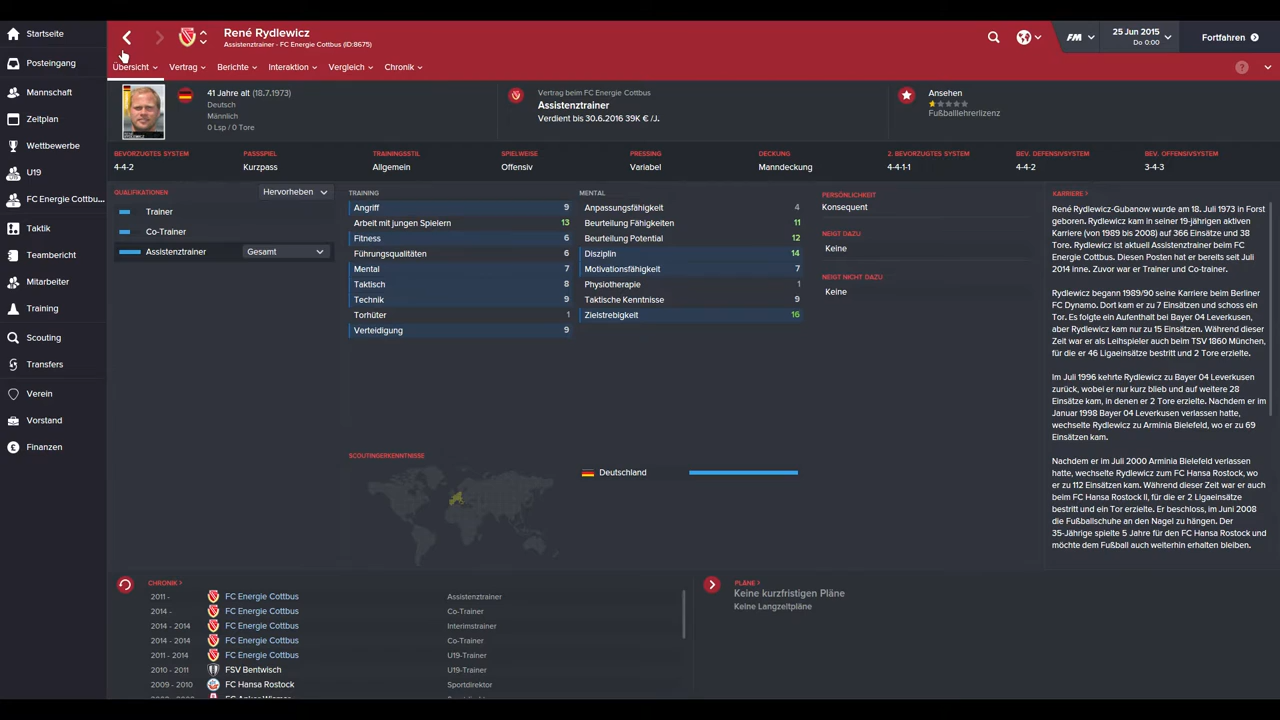 Startseite
Posteingang
Mannschaft
Zeitplan
Wettbewerbe
U19
FC Energie Cottbu...
Taktik
Teambericht
Mitarbeiter
Training
Scouting
Transfers
Verein
Vorstand
Finanzen
René Rydlewicz
Assistenztrainer - FC Energie Cottbus (ID:8675)
FM
25 Jun 2015
Do 0:00
Fortfahren
Übersicht
Vertrag
Berichte
Interaktion
Vergleich
Chronik
?
41 Jahre alt (18.7.1973)
Deutsch
Männlich
0 Lsp / 0 Tore
Vertrag beim FC Energie Cottbus
Assistenztrainer
Verdient bis 30.6.2016 39K € /J.
Ansehen
Fußballlehrerlizenz
BEVORZUGTES SYSTEM
4-4-2
PASSSPIEL
Kurzpass
TRAININGSSTIL
Allgemein
SPIELWEISE
Offensiv
PRESSING
Variabel
DECKUNG
Manndeckung
2. BEVORZUGTES SYSTEM
4-4-1-1
BEV. DEFENSIVSYSTEM
4-4-2
BEV. OFFENSIVSYSTEM
3-4-3
QUALIFIKATIONEN
Hervorheben
Trainer
Co-Trainer
Assistenztrainer Gesamt
TRAINING
Angriff 9
Arbeit mit jungen Spielern 13
Fitness 6
Führungsqualitäten 6
Mental 7
Taktisch 8
Technik 9
Torhüter 1
Verteidigung 9
MENTAL
Anpassungsfähigkeit 4
Beurteilung Fähigkeiten 11
Beurteilung Potential 12
Disziplin 14
Motivationsfähigkeit 7
Physiotherapie 1
Taktische Kenntnisse 9
Zielstrebigkeit 16
PERSÖNLICHKEIT
Konsequent
NEIGT DAZU
Keine
NEIGT NICHT DAZU
Keine
KARRIERE >
René Rydlewicz-Gubanow wurde am 18. Juli 1973 in Forst
geboren. Rydlewicz kam in seiner 19-jährigen aktiven
Karriere (von 1989 bis 2008) auf 366 Einsätze und 38
Tore. Rydlewicz ist aktuell Assistenztrainer beim FC
Energie Cottbus. Diesen Posten hat er bereits seit Juli
2014 inne. Zuvor war er Trainer und Co-trainer.
Rydlewicz begann 1989/90 seine Karriere beim Berliner
FC Dynamo. Dort kam er zu 7 Einsätzen und schoss ein
Tor. Es folgte ein Aufenthalt bei Bayer 04 Leverkusen,
aber Rydlewicz kam nur zu 15 Einsätzen. Während dieser
Zeit war er als Leihspieler auch beim TSV 1860 München,
für die er 46 Ligaeinsätze bestritt und 2 Tore erzielte.
Im Juli 1996 kehrte Rydlewicz zu Bayer 04 Leverkusen
zurück, wobei er nur kurz blieb und auf weitere 28
Einsätze kam, in denen er 2 Tore erzielte. Nachdem er im
Januar 1998 Bayer 04 Leverkusen verlassen hatte,
wechselte Rydlewicz zu Arminia Bielefeld, wo er zu 69
Einsätzen kam.
Nachdem er im Juli 2000 Arminia Bielefeld verlassen
hatte, wechselte Rydlewicz zum FC Hansa Rostock, wo
er zu 112 Einsätzen kam. Während dieser Zeit war er auch
beim FC Hansa Rostock II, für die er 2 Ligaeinsätze
bestritt und ein Tor erzielte. Er beschloss, im Juni 2008
die Fußballschuhe an den Nagel zu hängen. Der
35-Jährige spielte 5 Jahre für den FC Hansa Rostock und
möchte dem Fußball auch weiterhin erhalten bleiben.
SCOUTINGERKENNTNISSE
Deutschland
CHRONIK >
2011 - FC Energie Cottbus Assistenztrainer
2014 - FC Energie Cottbus Co-Trainer
2014 - 2014 FC Energie Cottbus Interimstrainer
2014 - 2014 FC Energie Cottbus Co-Trainer
2011 - 2014 FC Energie Cottbus U19-Trainer
2010 - 2011 FSV Bentwisch U19-Trainer
2009 - 2010 FC Hansa Rostock Sportdirektor
PLÄNE >
Keine kurzfristigen Pläne
Keine Langzeitpläne